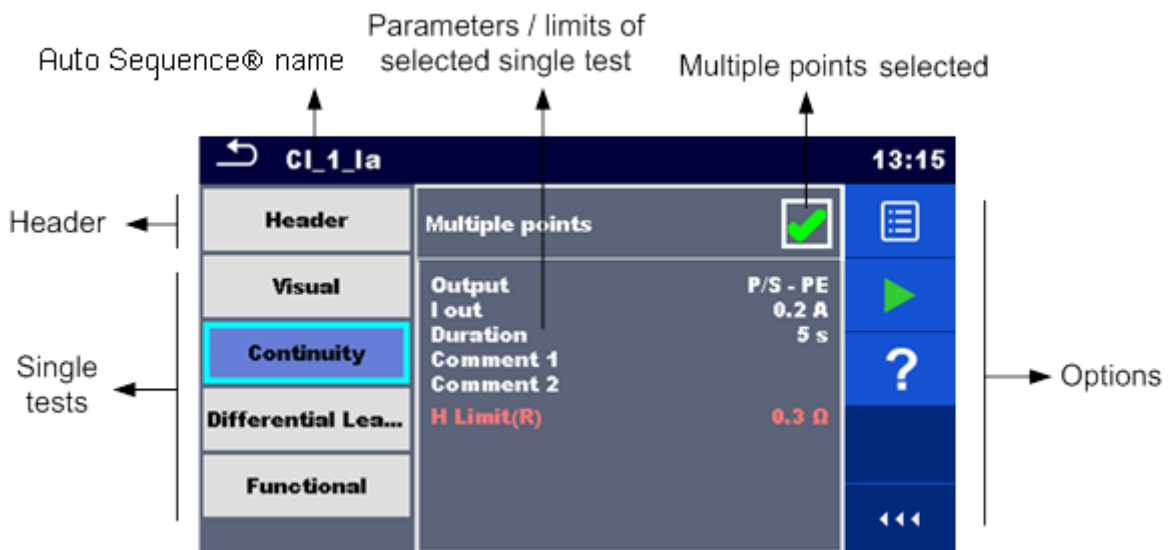 Parameters / limits of
selected single test
Auto Sequence® name
Multiple points selected
CI_1_Ia
13:15
Header
Header
Multiple points
Single
tests
Visual
Continuity
Differential Lea...
Functional
Output P/S - PE
I out 0.2 A
Duration 5 s
Comment 1
Comment 2
H Limit(R) 0.3 Ω
?
Options